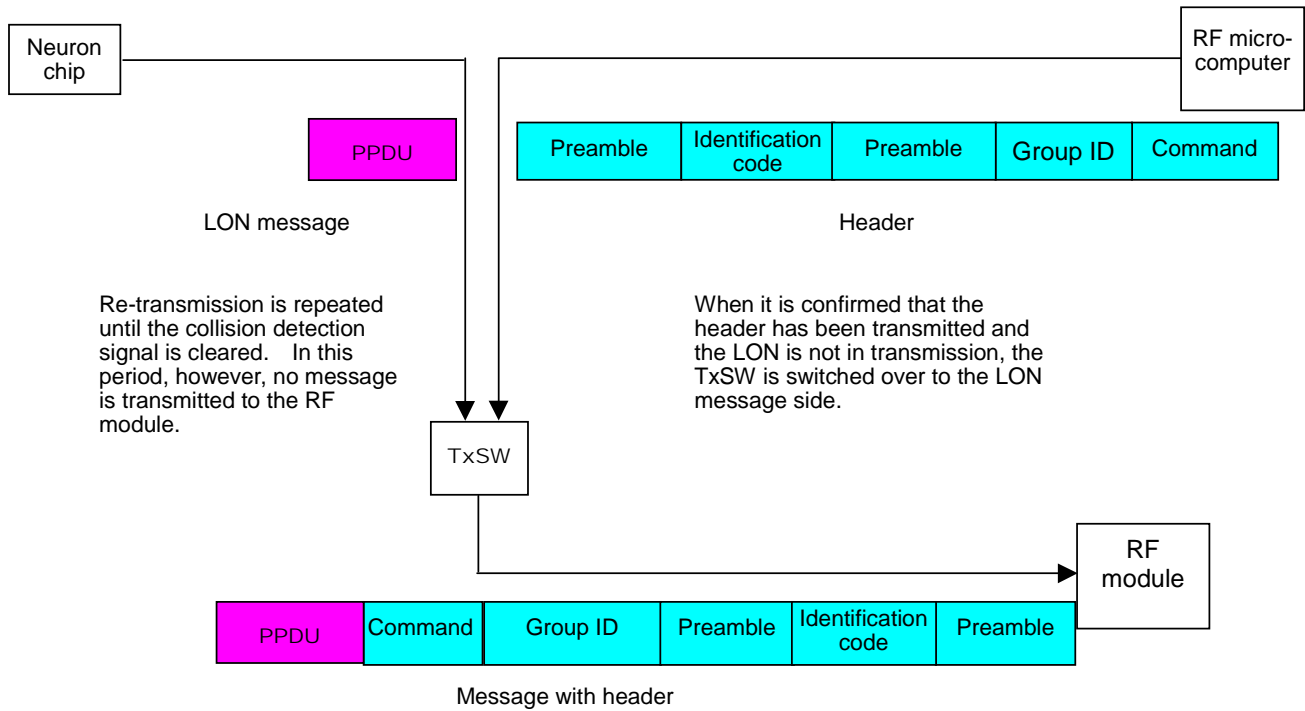 Neuron
chip
RF micro-
computer
PPDU
Preamble
Identification
code
Preamble
Group ID
Command
LON message
Header
Re-transmission is repeated
until the collision detection
signal is cleared. In this
period, however, no message
is transmitted to the RF
module.
When it is confirmed that the
header has been transmitted and
the LON is not in transmission, the
TxSW is switched over to the LON
message side.
TxSW
RF
module
PPDU
Command
Group ID
Preamble
Identification
code
Preamble
Message with header